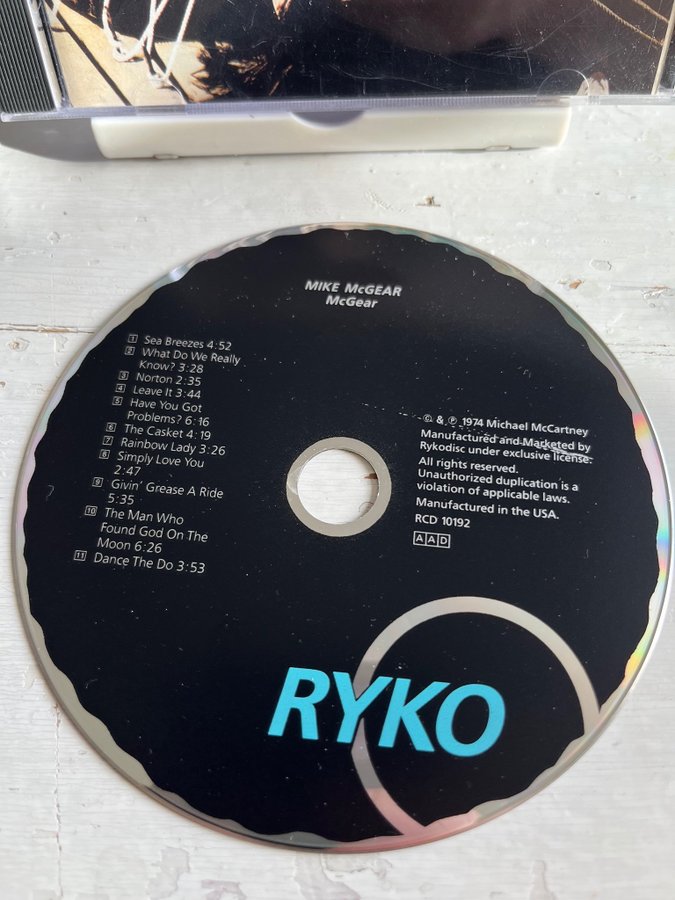 MIKE McGEAR
McGear
1 Sea Breezes 4:52
2 What Do We Really
Know? 3:28
3 Norton 2:35
4 Leave It 3:44
5 Have You Got
Problems? 6:16
6 The Casket 4:19
7 Rainbow Lady 3:26
8 Simply Love You
2:47
9 Givin' Grease A Ride
5:35
10 The Man Who
Found God On The
Moon 6:26
11 Dance The Do 3:53
© & ℗ 1974 Michael McCartney
Manufactured and Marketed by
Rykodisc under exclusive license.
All rights reserved.
Unauthorized duplication is a
violation of applicable laws.
Manufactured in the USA.
RCD 10192
AAD
RYKO